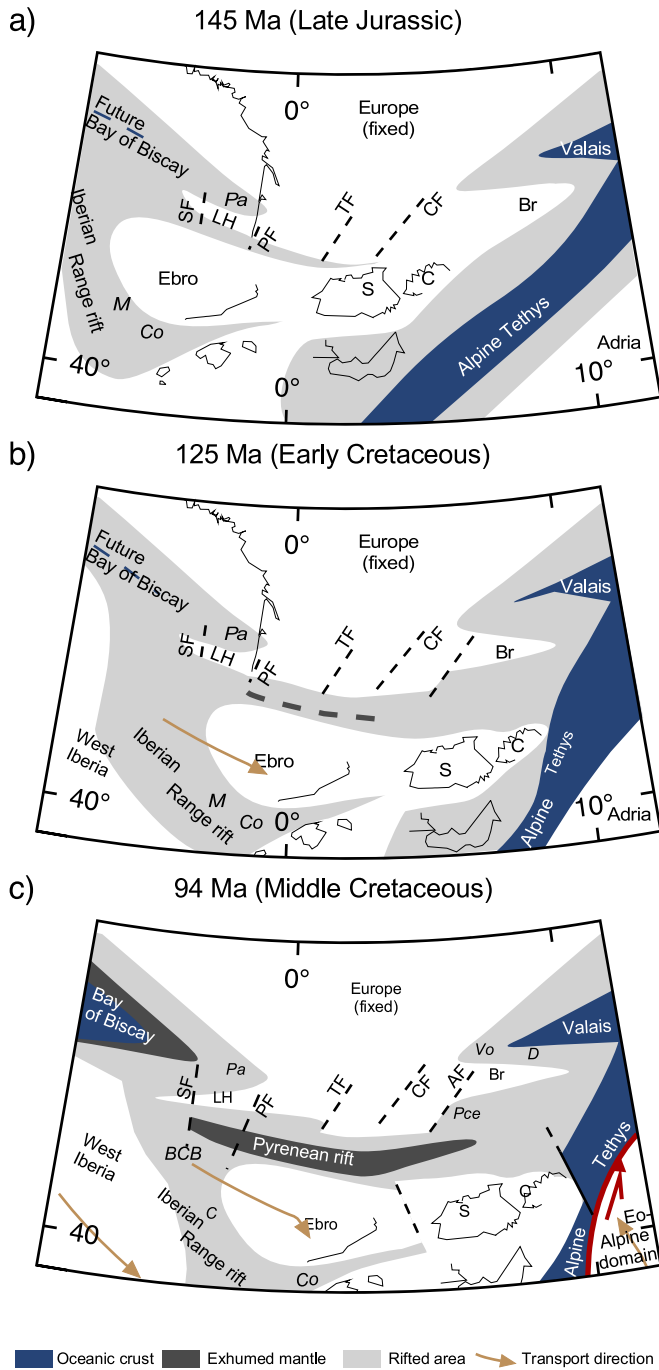 a)
145 Ma (Late Jurassic)
0°
Europe
(fixed)
Future
Bay of Biscay
Valais
Pa
SF
LH
PF
TF
CF
Br
Iberian
Range rift
Ebro
S
C
M
Co
Alpine Tethys
Adria
40°
0°
10°
b)
125 Ma (Early Cretaceous)
0°
Europe
(fixed)
Future
Bay of Biscay
Valais
Pa
SF
LH
PF
TF
CF
Br
West
Iberia
Iberian
Range rift
Ebro
S
C
M
Co
Alpine
Tethys
40°
0°
10°
Adria
c)
94 Ma (Middle Cretaceous)
0°
Europe
(fixed)
Bay
of Biscay
Valais
Vo
D
Pa
SF
LH
PF
TF
CF
AF
Br
Pce
Pyrenean rift
BCB
West
Iberia
Iberian
Range rift
C
Ebro
S
C
Co
Tethys
Alpine
Eo-
Alpine
domain
40
Oceanic crust
Exhumed mantle
Rifted area
Transport direction